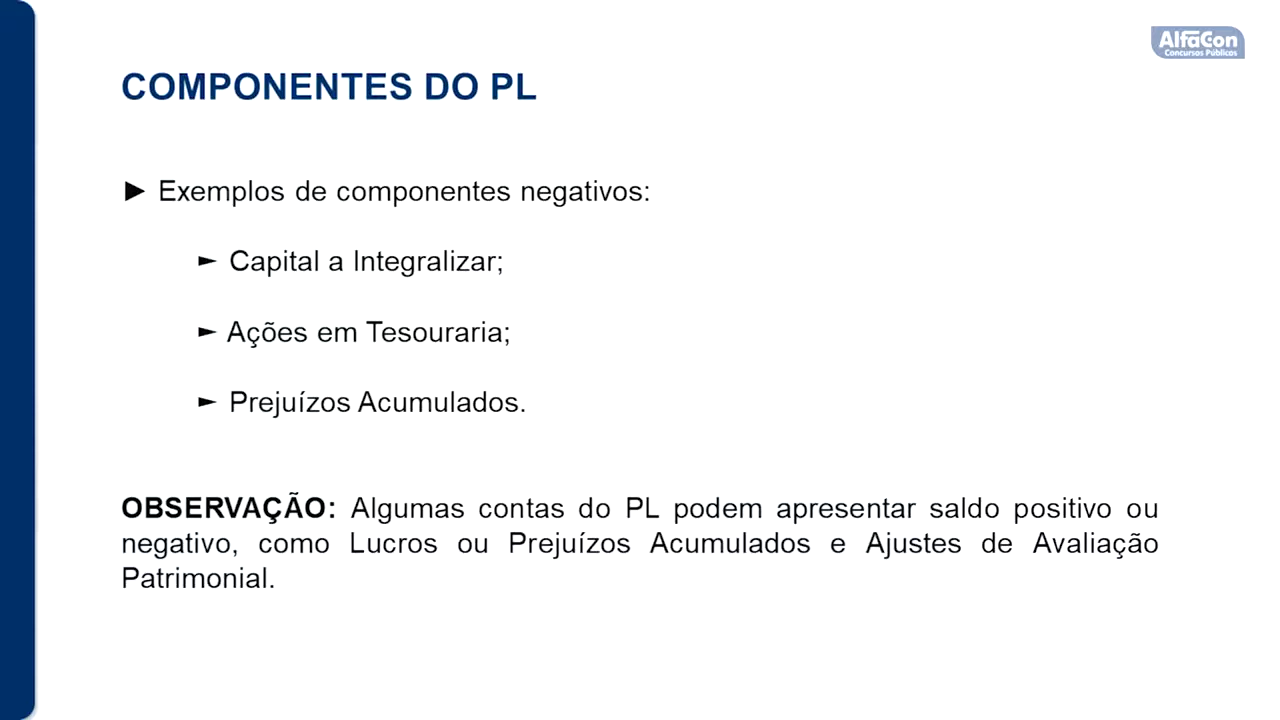 AlfaCon
Concursos Públicos
COMPONENTES DO PL
► Exemplos de componentes negativos:
► Capital a Integralizar;
► Ações em Tesouraria;
► Prejuízos Acumulados.
OBSERVAÇÃO: Algumas contas do PL podem apresentar saldo positivo ou
negativo, como Lucros ou Prejuízos Acumulados e Ajustes de Avaliação
Patrimonial.